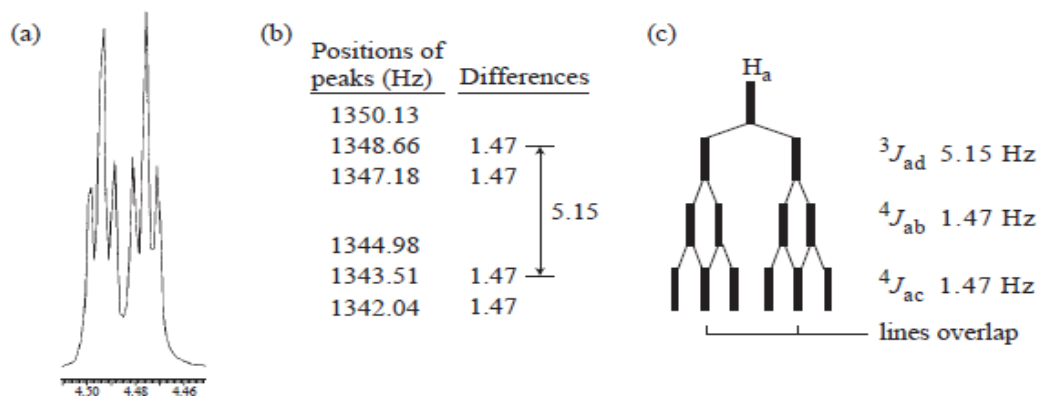 (a)
4.50 4.48 4.46
(b)
Positions of
peaks (Hz) Differences
1350.13
1348.66 1.47
1347.18 1.47
5.15
1344.98
1343.51 1.47
1342.04 1.47
(c)
Ha
3Jad 5.15 Hz
4Jab 1.47 Hz
4Jac 1.47 Hz
lines overlap